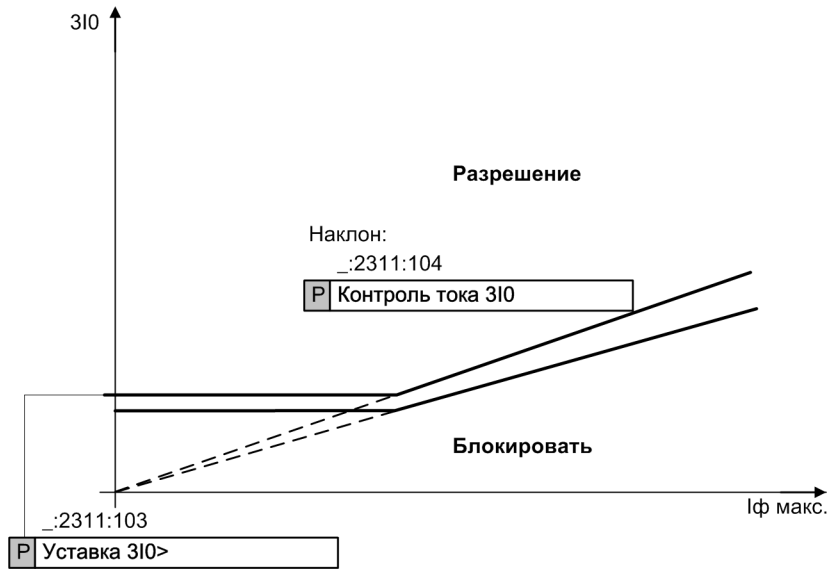 3I0
Разрешение
Наклон:
_:2311:104
P Контроль тока 3I0
Блокировать
Iф макс.
_:2311:103
P Уставка 3I0>